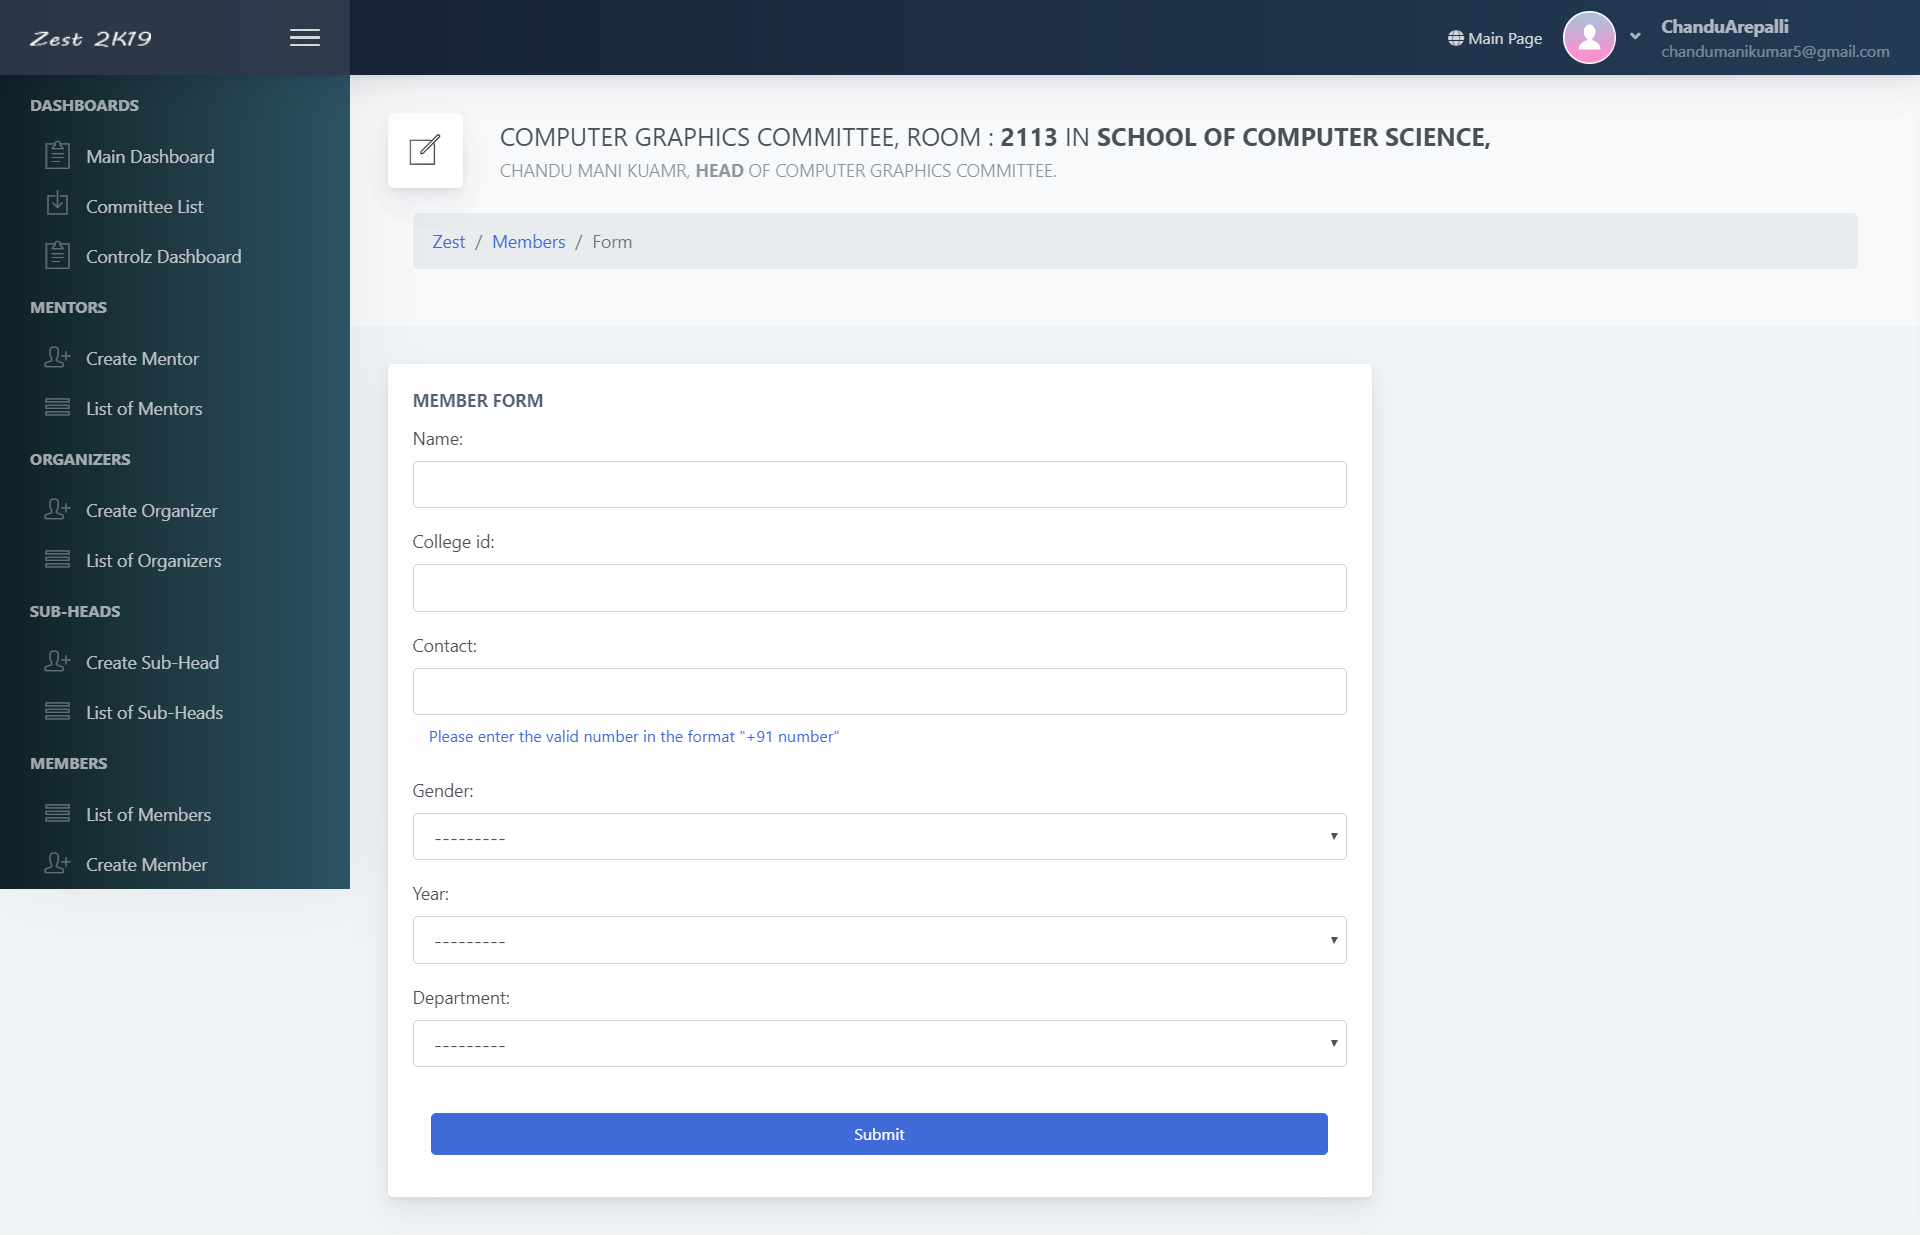 Zest 2K19
Main Page
ChanduArepalli
chandumanikumar5@gmail.com
DASHBOARDS
Main Dashboard
Committee List
Controlz Dashboard
MENTORS
Create Mentor
List of Mentors
ORGANIZERS
Create Organizer
List of Organizers
SUB-HEADS
Create Sub-Head
List of Sub-Heads
MEMBERS
List of Members
Create Member
COMPUTER GRAPHICS COMMITTEE, ROOM : 2113 IN SCHOOL OF COMPUTER SCIENCE,
CHANDU MANI KUAMR, HEAD OF COMPUTER GRAPHICS COMMITTEE.
Zest / Members / Form
MEMBER FORM
Name:
College id:
Contact:
Please enter the valid number in the format "+91 number"
Gender:
---------
Year:
---------
Department:
---------
Submit